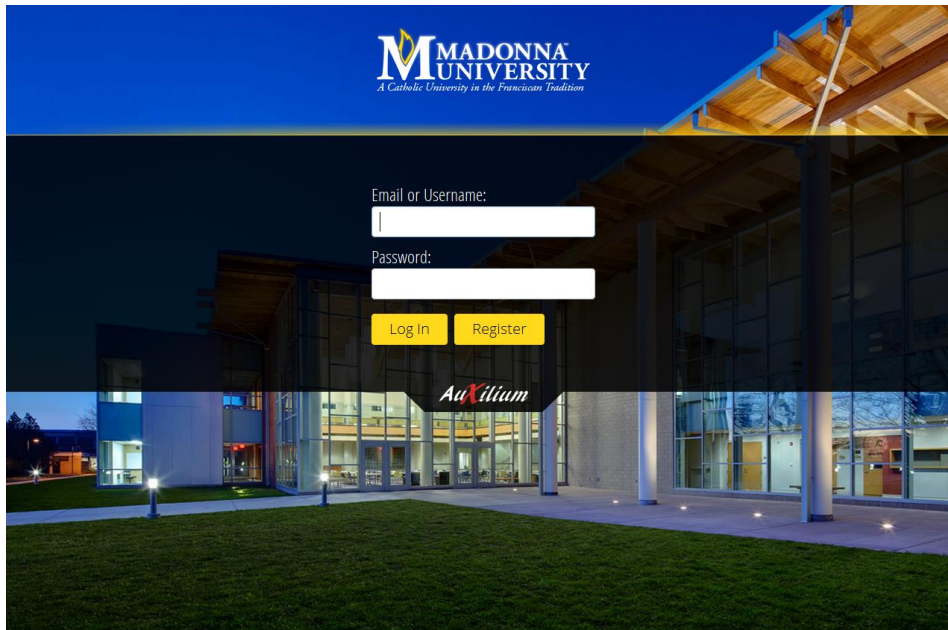 MADONNA
UNIVERSITY
A Catholic University in the Franciscan Tradition
Email or Username:
Password:
Log In
Register
AuXilium